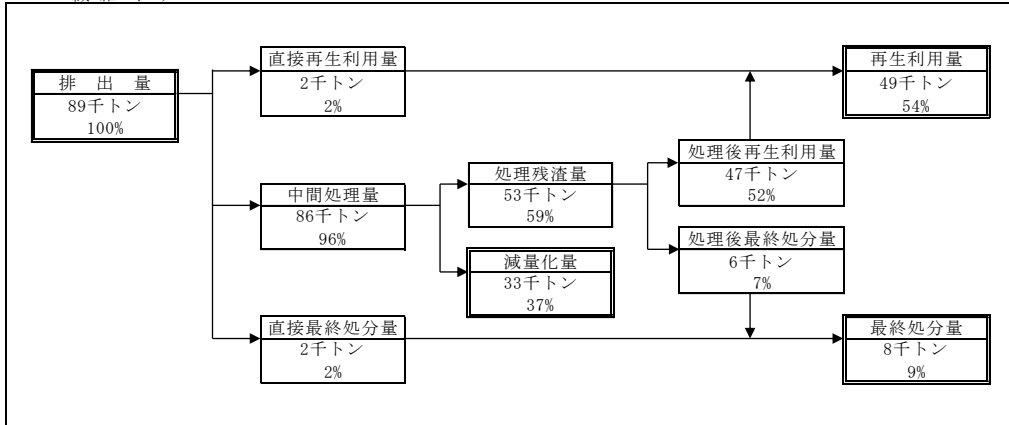 排出量
89千トン
100%
直接再生利用量
2千トン
2%
中間処理量
86千トン
96%
直接最終処分量
2千トン
2%
処理残渣量
53千トン
59%
減量化量
33千トン
37%
処理後再生利用量
47千トン
52%
処理後最終処分量
6千トン
7%
再生利用量
49千トン
54%
最終処分量
8千トン
9%